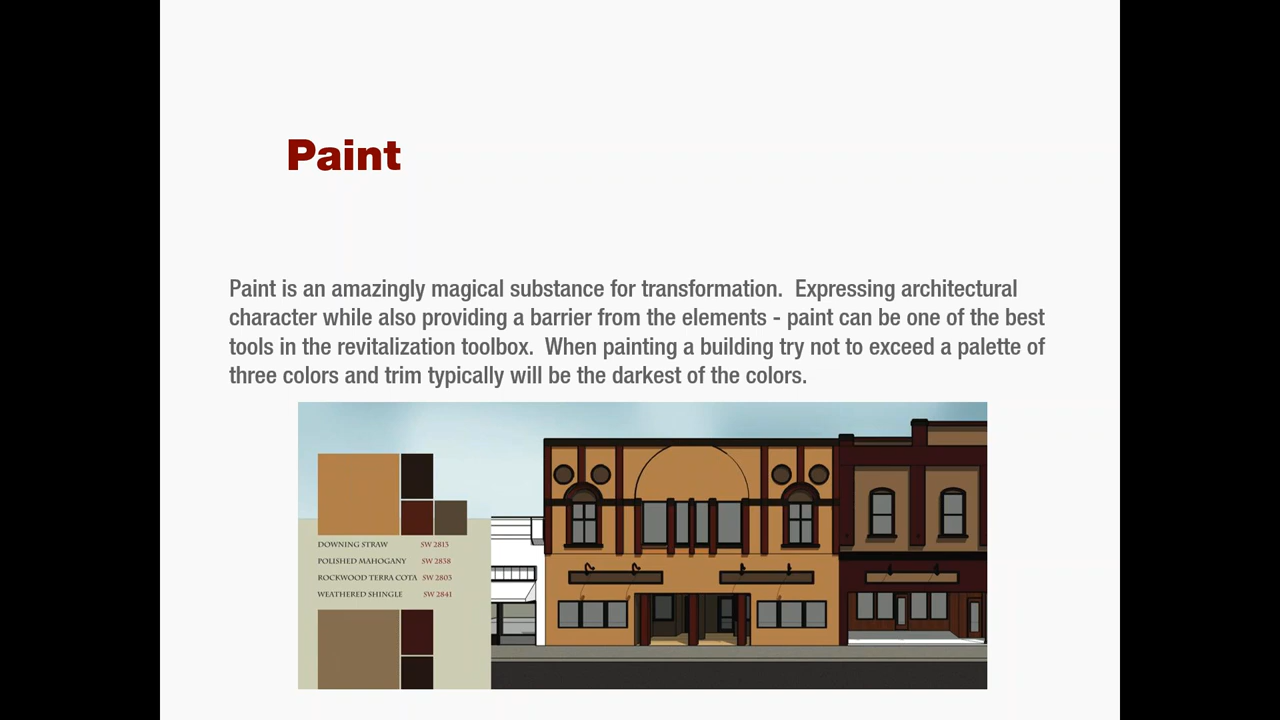 Paint
Paint is an amazingly magical substance for transformation.  Expressing architectural
character while also providing a barrier from the elements - paint can be one of the best
tools in the revitalization toolbox.  When painting a building try not to exceed a palette of
three colors and trim typically will be the darkest of the colors.
DOWNING STRAW SW 2813
POLISHED MAHOGANY SW 2838
ROCKWOOD TERRA COTA SW 2803
WEATHERED SHINGLE SW 2841